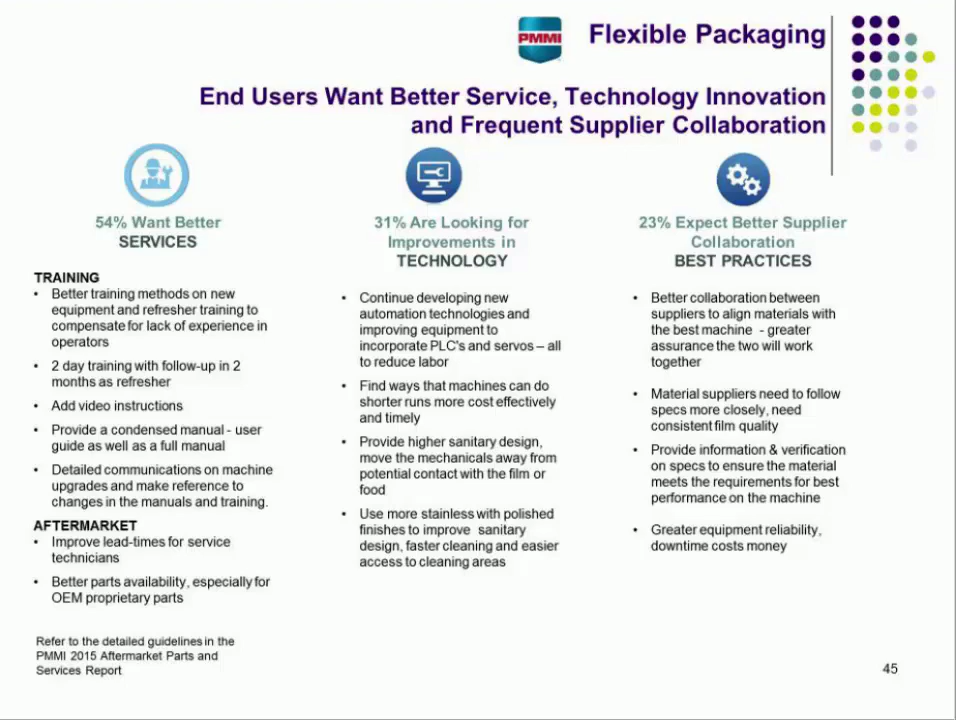 PMMI
Flexible Packaging
End Users Want Better Service, Technology Innovation
and Frequent Supplier Collaboration
54% Want Better
SERVICES
TRAINING
• Better training methods on new
equipment and refresher training to
compensate for lack of experience in
operators
• 2 day training with follow-up in 2
months as refresher
• Add video instructions
• Provide a condensed manual - user
guide as well as a full manual
• Detailed communications on machine
upgrades and make reference to
changes in the manuals and training.
AFTERMARKET
• Improve lead-times for service
technicians
• Better parts availability, especially for
OEM proprietary parts
31% Are Looking for
Improvements in
TECHNOLOGY
• Continue developing new
automation technologies and
improving equipment to
incorporate PLC's and servos – all
to reduce labor
• Find ways that machines can do
shorter runs more cost effectively
and timely
• Provide higher sanitary design,
move the mechanicals away from
potential contact with the film or
food
• Use more stainless with polished
finishes to improve sanitary
design, faster cleaning and easier
access to cleaning areas
23% Expect Better Supplier
Collaboration
BEST PRACTICES
• Better collaboration between
suppliers to align materials with
the best machine - greater
assurance the two will work
together
• Material suppliers need to follow
specs more closely, need
consistent film quality
• Provide information & verification
on specs to ensure the material
meets the requirements for best
performance on the machine
• Greater equipment reliability,
downtime costs money
Refer to the detailed guidelines in the
PMMI 2015 Aftermarket Parts and
Services Report
45